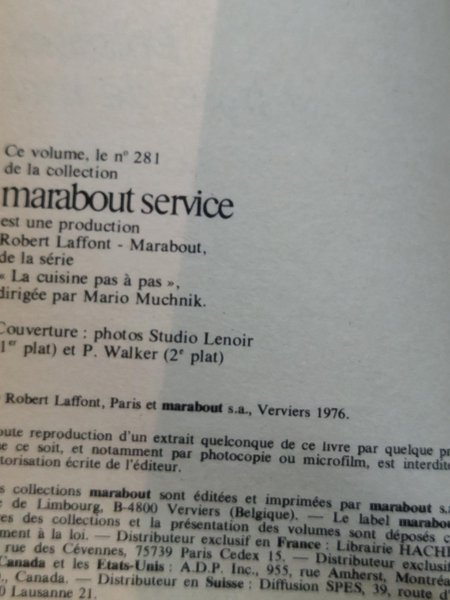 Ce volume, le n° 281
de la collection
marabout service
est une production
Robert Laffont - Marabout,
de la série
« La cuisine pas à pas »,
dirigée par Mario Muchnik.
Couverture : photos Studio Lenoir
(1er plat) et P. Walker (2e plat)
Robert Laffont, Paris et marabout s.a., Verviers 1976.
oute reproduction d'un extrait quelconque de ce livre par quelque pr
ce soit, et notamment par photocopie ou microfilm, est interdite
torisation écrite de l'éditeur.
s collections marabout sont éditées et imprimées par marabout s.
de Limbourg, B-4800 Verviers (Belgique). — Le label marabou
res des collections et la présentation des volumes sont déposés c
ment à la loi. — Distributeur exclusif en France : Librairie HACHE
rue des Cévennes, 75739 Paris Cedex 15. — Distributeur exclusif
Canada et les Etats-Unis : A.D.P. Inc., 955, rue Amherst, Montréa
., Canada. — Distributeur en Suisse : Diffusion SPES, 39, route d'
0 Lausanne 21.